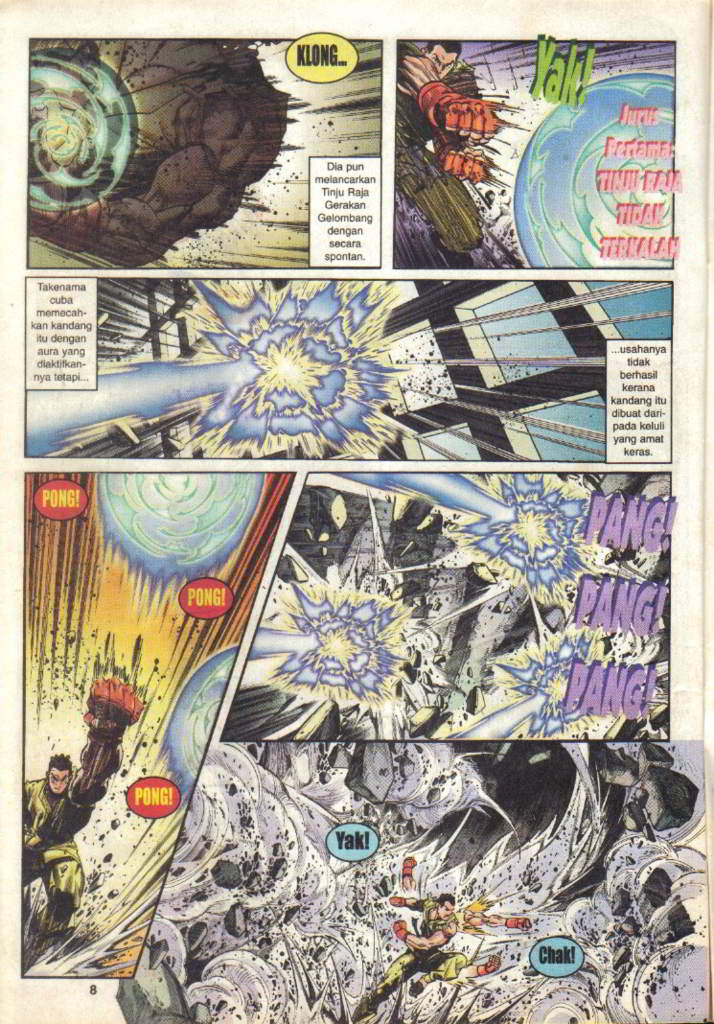 KLONG...
Dia pun
melancarkan
Tinju Raja
Gerakan
Gelombang
dengan
secara
spontan.
Yak!
Jurus
Pertama:
TINJU RAJA
TIDAK
TERKALAH
Takenama
cuba
memecah-
kan kandang
itu dengan
aura yang
diaktifkan-
nya tetapi...
...usahanya
tidak
berhasil
kerana
kandang itu
dibuat dari-
pada keluli
yang amat
keras.
PONG!
PONG!
PONG!
PANG!
PANG!
PANG!
Yak!
Chak!
8